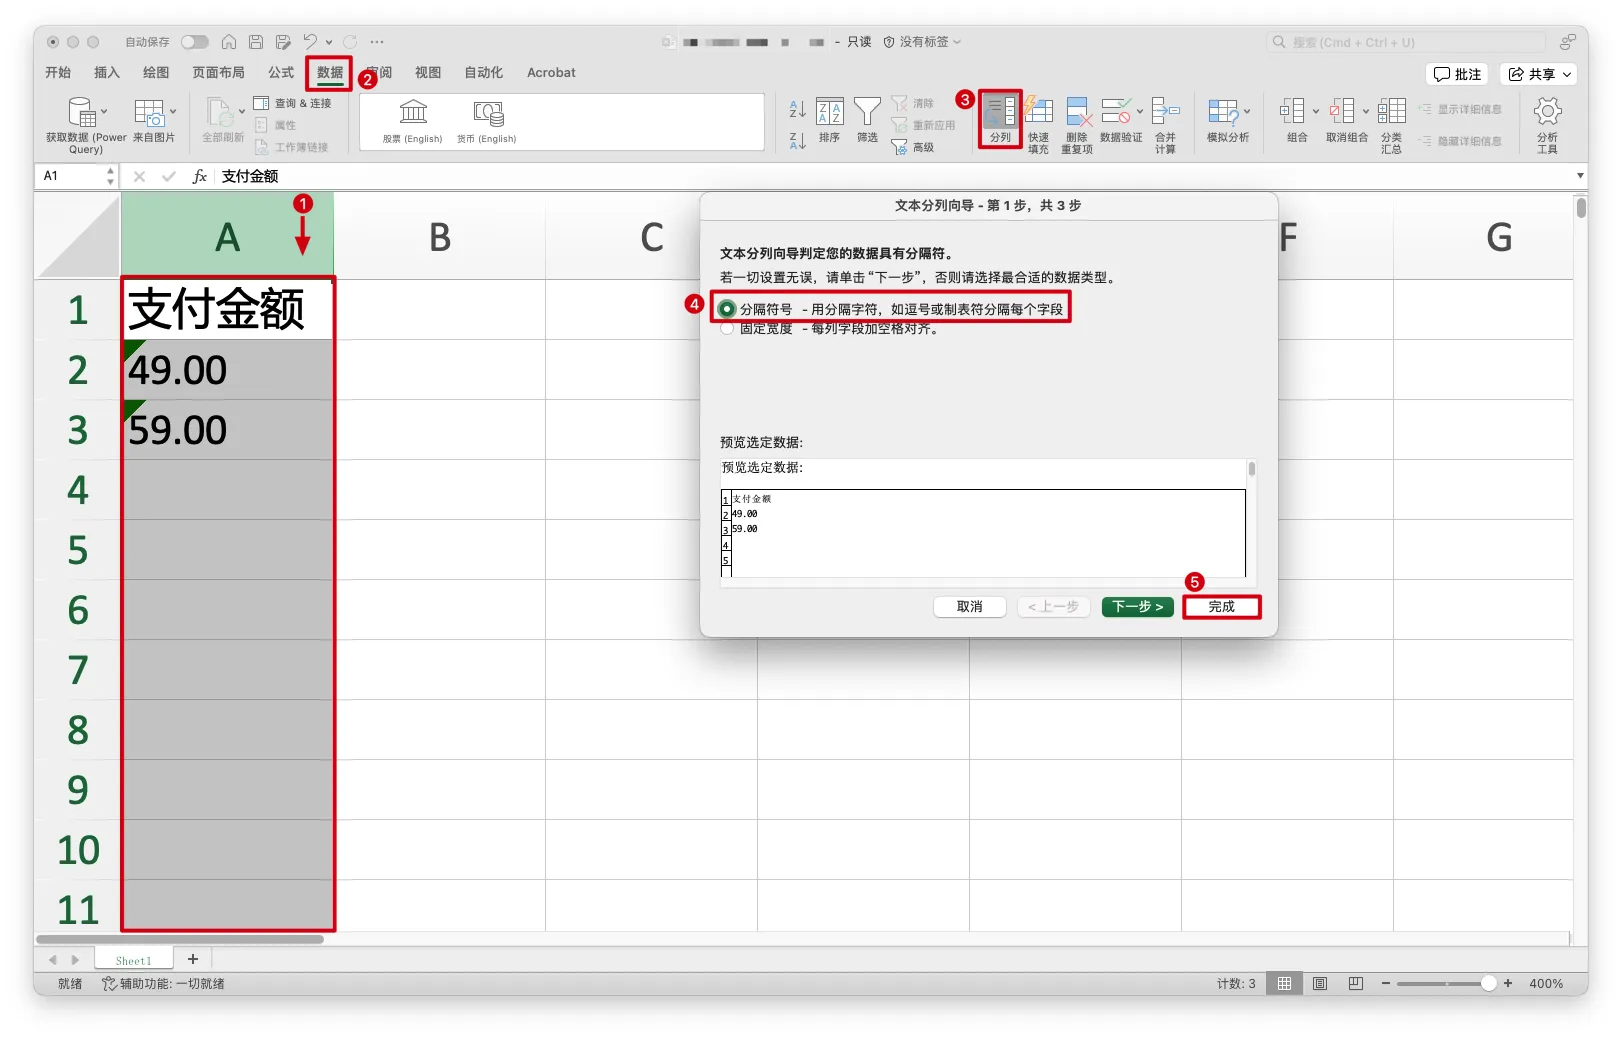 自动保存
- 只读
没有标签
搜索 (Cmd + Ctrl + U)
开始 插入 绘图 页面布局 公式 数据 2 阅 视图 自动化 Acrobat
批注 共享
获取数据 (Power Query)
来自图片
全部刷新
查询 & 连接
属性
工作簿链接
股票 (English)
货币 (English)
排序
筛选
清除
重新应用
高级
3
分列
快速填充
删除重复项
数据验证
合并计算
模拟分析
组合
取消组合
分类汇总
显示详细信息
隐藏详细信息
分析工具
A1
fx 支付金额
1
A B C F G
1 支付金额
2 49.00
3 59.00
4
5
6
7
8
9
10
11
文本分列向导 - 第 1 步，共 3 步
文本分列向导判定您的数据具有分隔符。
若一切设置无误，请单击“下一步”，否则请选择最合适的数据类型。
4 分隔符号 - 用分隔字符，如逗号或制表符分隔每个字段
固定宽度 - 每列字段加空格对齐。
预览选定数据:
预览选定数据:
1 支付金额
2 49.00
3 59.00
4
5
5
取消 < 上一步 下一步 > 完成
Sheet1 +
就绪 辅助功能: 一切就绪 计数: 3 − + 400%